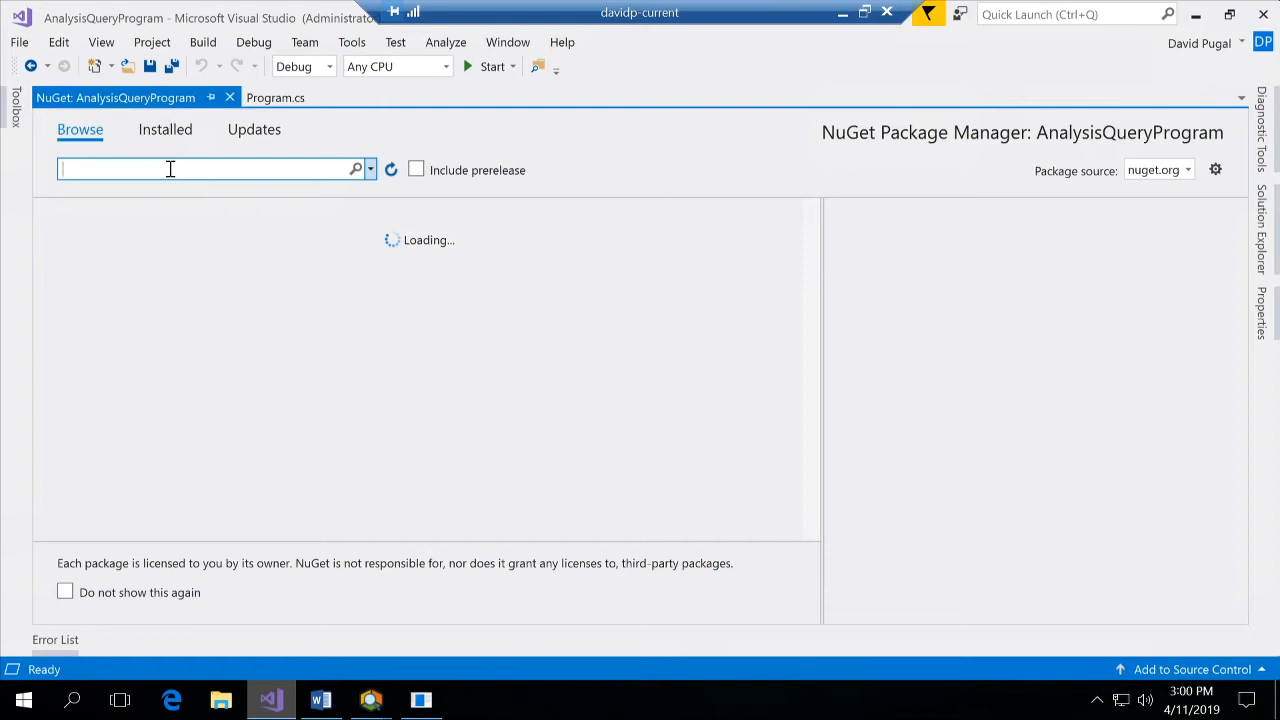 AnalysisQueryProgram - Microsoft Visual Studio (Administrato
davidp-current
Quick Launch (Ctrl+Q)
File Edit View Project Build Debug Team Tools Test Analyze Window Help
David Pugal DP
Debug Any CPU Start
Toolbox
NuGet: AnalysisQueryProgram Program.cs
Browse Installed Updates
NuGet Package Manager: AnalysisQueryProgram
Include prerelease
Package source: nuget.org
Loading...
Diagnostic Tools
Solution Explorer
Properties
Each package is licensed to you by its owner. NuGet is not responsible for, nor does it grant any licenses to, third-party packages.
Do not show this again
Error List
Ready
Add to Source Control
3:00 PM
4/11/2019